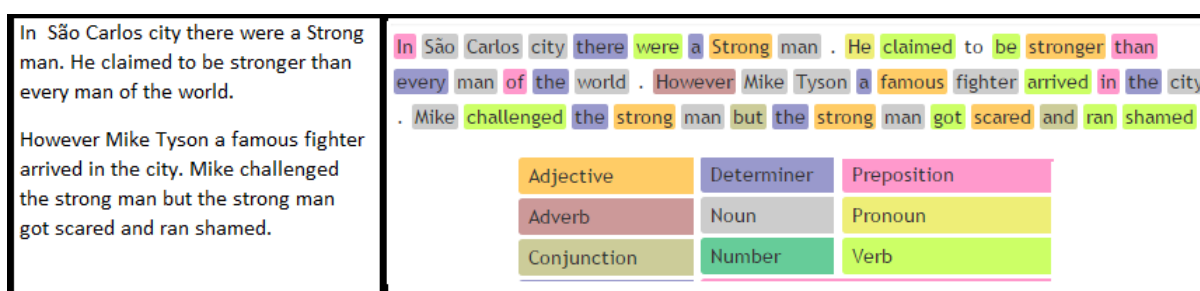 In São Carlos city there were a Strong
man. He claimed to be stronger than
every man of the world.
However Mike Tyson a famous fighter
arrived in the city. Mike challenged
the strong man but the strong man
got scared and ran shamed.
In São Carlos city there were a Strong man . He claimed to be stronger than
every man of the world . However Mike Tyson a famous fighter arrived in the city
. Mike challenged the strong man but the strong man got scared and ran shamed
Adjective Determiner Preposition
Adverb Noun Pronoun
Conjunction Number Verb